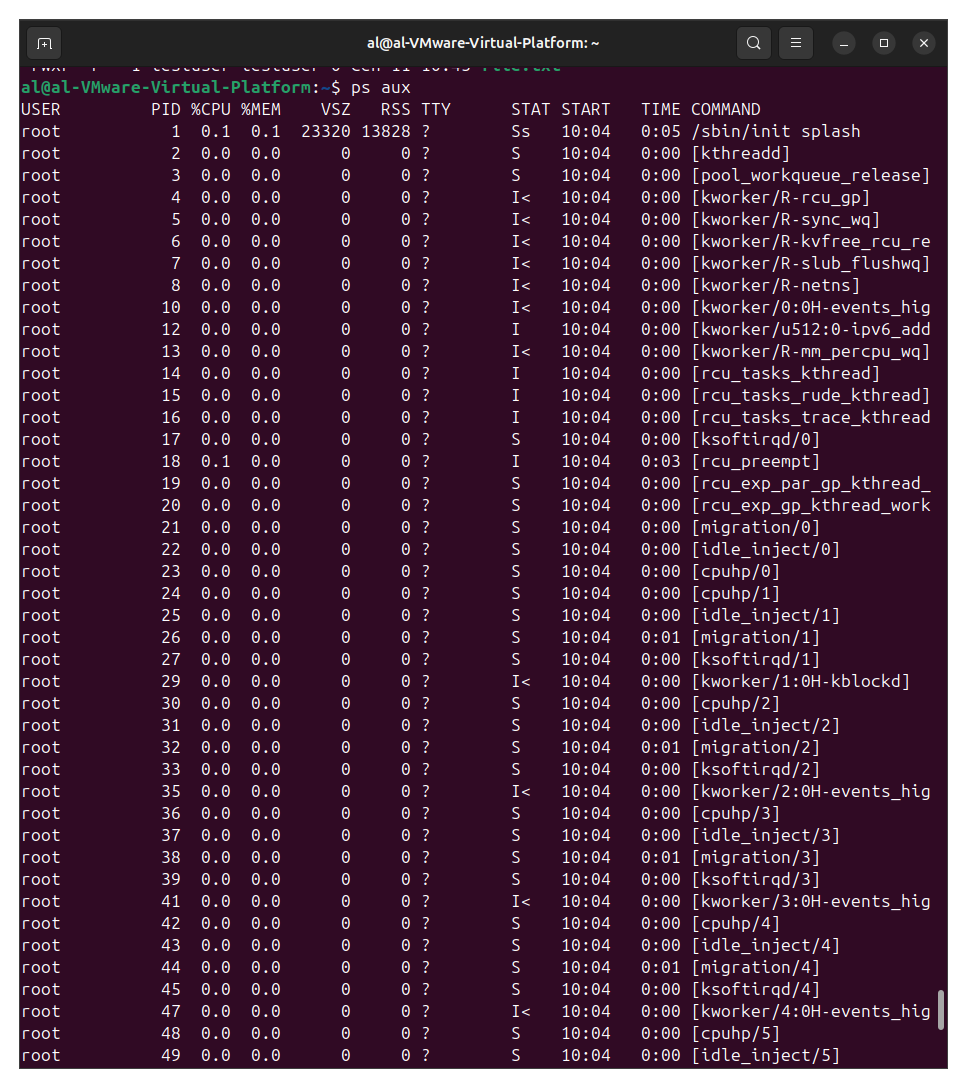 al@al-VMware-Virtual-Platform: ~
al@al-VMware-Virtual-Platform:~$ ps aux
USER         PID %CPU %MEM    VSZ   RSS TTY      STAT START   TIME COMMAND
root           1  0.1  0.1  23320 13828 ?        Ss   10:04   0:05 /sbin/init splash
root           2  0.0  0.0      0     0 ?        S    10:04   0:00 [kthreadd]
root           3  0.0  0.0      0     0 ?        S    10:04   0:00 [pool_workqueue_release]
root           4  0.0  0.0      0     0 ?        I<   10:04   0:00 [kworker/R-rcu_gp]
root           5  0.0  0.0      0     0 ?        I<   10:04   0:00 [kworker/R-sync_wq]
root           6  0.0  0.0      0     0 ?        I<   10:04   0:00 [kworker/R-kvfree_rcu_re
root           7  0.0  0.0      0     0 ?        I<   10:04   0:00 [kworker/R-slub_flushwq]
root           8  0.0  0.0      0     0 ?        I<   10:04   0:00 [kworker/R-netns]
root          10  0.0  0.0      0     0 ?        I<   10:04   0:00 [kworker/0:0H-events_hig
root          12  0.0  0.0      0     0 ?        I    10:04   0:00 [kworker/u512:0-ipv6_add
root          13  0.0  0.0      0     0 ?        I<   10:04   0:00 [kworker/R-mm_percpu_wq]
root          14  0.0  0.0      0     0 ?        I    10:04   0:00 [rcu_tasks_kthread]
root          15  0.0  0.0      0     0 ?        I    10:04   0:00 [rcu_tasks_rude_kthread]
root          16  0.0  0.0      0     0 ?        I    10:04   0:00 [rcu_tasks_trace_kthread
root          17  0.0  0.0      0     0 ?        S    10:04   0:00 [ksoftirqd/0]
root          18  0.1  0.0      0     0 ?        I    10:04   0:03 [rcu_preempt]
root          19  0.0  0.0      0     0 ?        S    10:04   0:00 [rcu_exp_par_gp_kthread_
root          20  0.0  0.0      0     0 ?        S    10:04   0:00 [rcu_exp_gp_kthread_work
root          21  0.0  0.0      0     0 ?        S    10:04   0:00 [migration/0]
root          22  0.0  0.0      0     0 ?        S    10:04   0:00 [idle_inject/0]
root          23  0.0  0.0      0     0 ?        S    10:04   0:00 [cpuhp/0]
root          24  0.0  0.0      0     0 ?        S    10:04   0:00 [cpuhp/1]
root          25  0.0  0.0      0     0 ?        S    10:04   0:00 [idle_inject/1]
root          26  0.0  0.0      0     0 ?        S    10:04   0:01 [migration/1]
root          27  0.0  0.0      0     0 ?        S    10:04   0:00 [ksoftirqd/1]
root          29  0.0  0.0      0     0 ?        I<   10:04   0:00 [kworker/1:0H-kblockd]
root          30  0.0  0.0      0     0 ?        S    10:04   0:00 [cpuhp/2]
root          31  0.0  0.0      0     0 ?        S    10:04   0:00 [idle_inject/2]
root          32  0.0  0.0      0     0 ?        S    10:04   0:01 [migration/2]
root          33  0.0  0.0      0     0 ?        S    10:04   0:00 [ksoftirqd/2]
root          35  0.0  0.0      0     0 ?        I<   10:04   0:00 [kworker/2:0H-events_hig
root          36  0.0  0.0      0     0 ?        S    10:04   0:00 [cpuhp/3]
root          37  0.0  0.0      0     0 ?        S    10:04   0:00 [idle_inject/3]
root          38  0.0  0.0      0     0 ?        S    10:04   0:01 [migration/3]
root          39  0.0  0.0      0     0 ?        S    10:04   0:00 [ksoftirqd/3]
root          41  0.0  0.0      0     0 ?        I<   10:04   0:00 [kworker/3:0H-events_hig
root          42  0.0  0.0      0     0 ?        S    10:04   0:00 [cpuhp/4]
root          43  0.0  0.0      0     0 ?        S    10:04   0:00 [idle_inject/4]
root          44  0.0  0.0      0     0 ?        S    10:04   0:01 [migration/4]
root          45  0.0  0.0      0     0 ?        S    10:04   0:00 [ksoftirqd/4]
root          47  0.0  0.0      0     0 ?        I<   10:04   0:00 [kworker/4:0H-events_hig
root          48  0.0  0.0      0     0 ?        S    10:04   0:00 [cpuhp/5]
root          49  0.0  0.0      0     0 ?        S    10:04   0:00 [idle_inject/5]